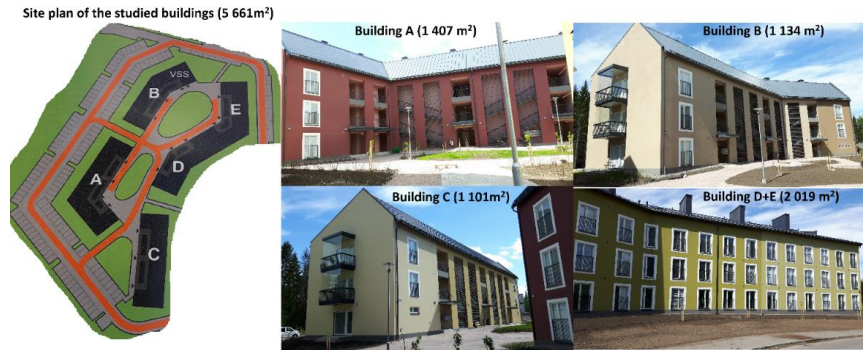 Site plan of the studied buildings (5 661m²)
Building A (1 407 m²)
Building B (1 134 m²)
VSS
B
E
D
A
C
Building C (1 101m²)
Building D+E (2 019 m²)